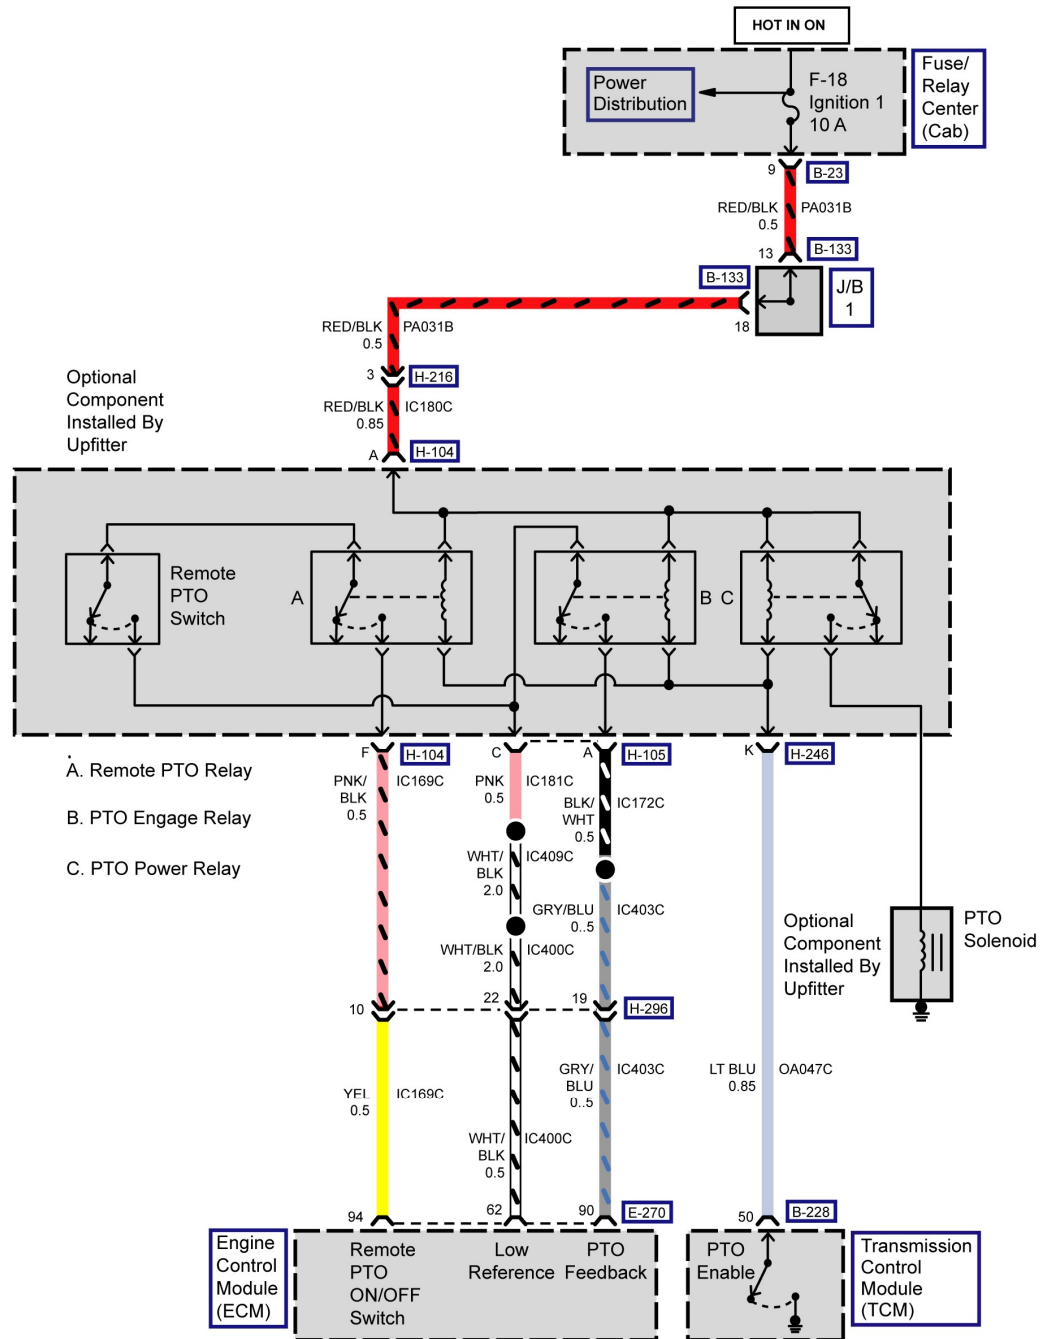 HOT IN ON
Power
Distribution
F-18
Ignition 1
10 A
Fuse/
Relay
Center
(Cab)
9
B-23
RED/BLK
0.5
PA031B
13
B-133
B-133
18
J/B
1
RED/BLK
0.5
PA031B
3
H-216
RED/BLK
0.85
IC180C
A
H-104
Optional
Component
Installed By
Upfitter
Remote
PTO
Switch
A
B
C
A. Remote PTO Relay
B. PTO Engage Relay
C. PTO Power Relay
F
H-104
C
A
H-105
K
H-246
PNK/
BLK
0.5
IC169C
PNK
0.5
IC181C
BLK/
WHT
0.5
IC172C
WHT/
BLK
2.0
IC409C
GRY/BLU
0..5
IC403C
WHT/BLK
2.0
IC400C
Optional
Component
Installed By
Upfitter
PTO
Solenoid
10
22
19
H-296
YEL
0.5
IC169C
WHT/
BLK
0.5
IC400C
GRY/
BLU
0..5
IC403C
LT BLU
0.85
OA047C
94
62
90
E-270
50
B-228
Engine
Control
Module
(ECM)
Remote
PTO
ON/OFF
Switch
Low
Reference
PTO
Feedback
PTO
Enable
Transmission
Control
Module
(TCM)